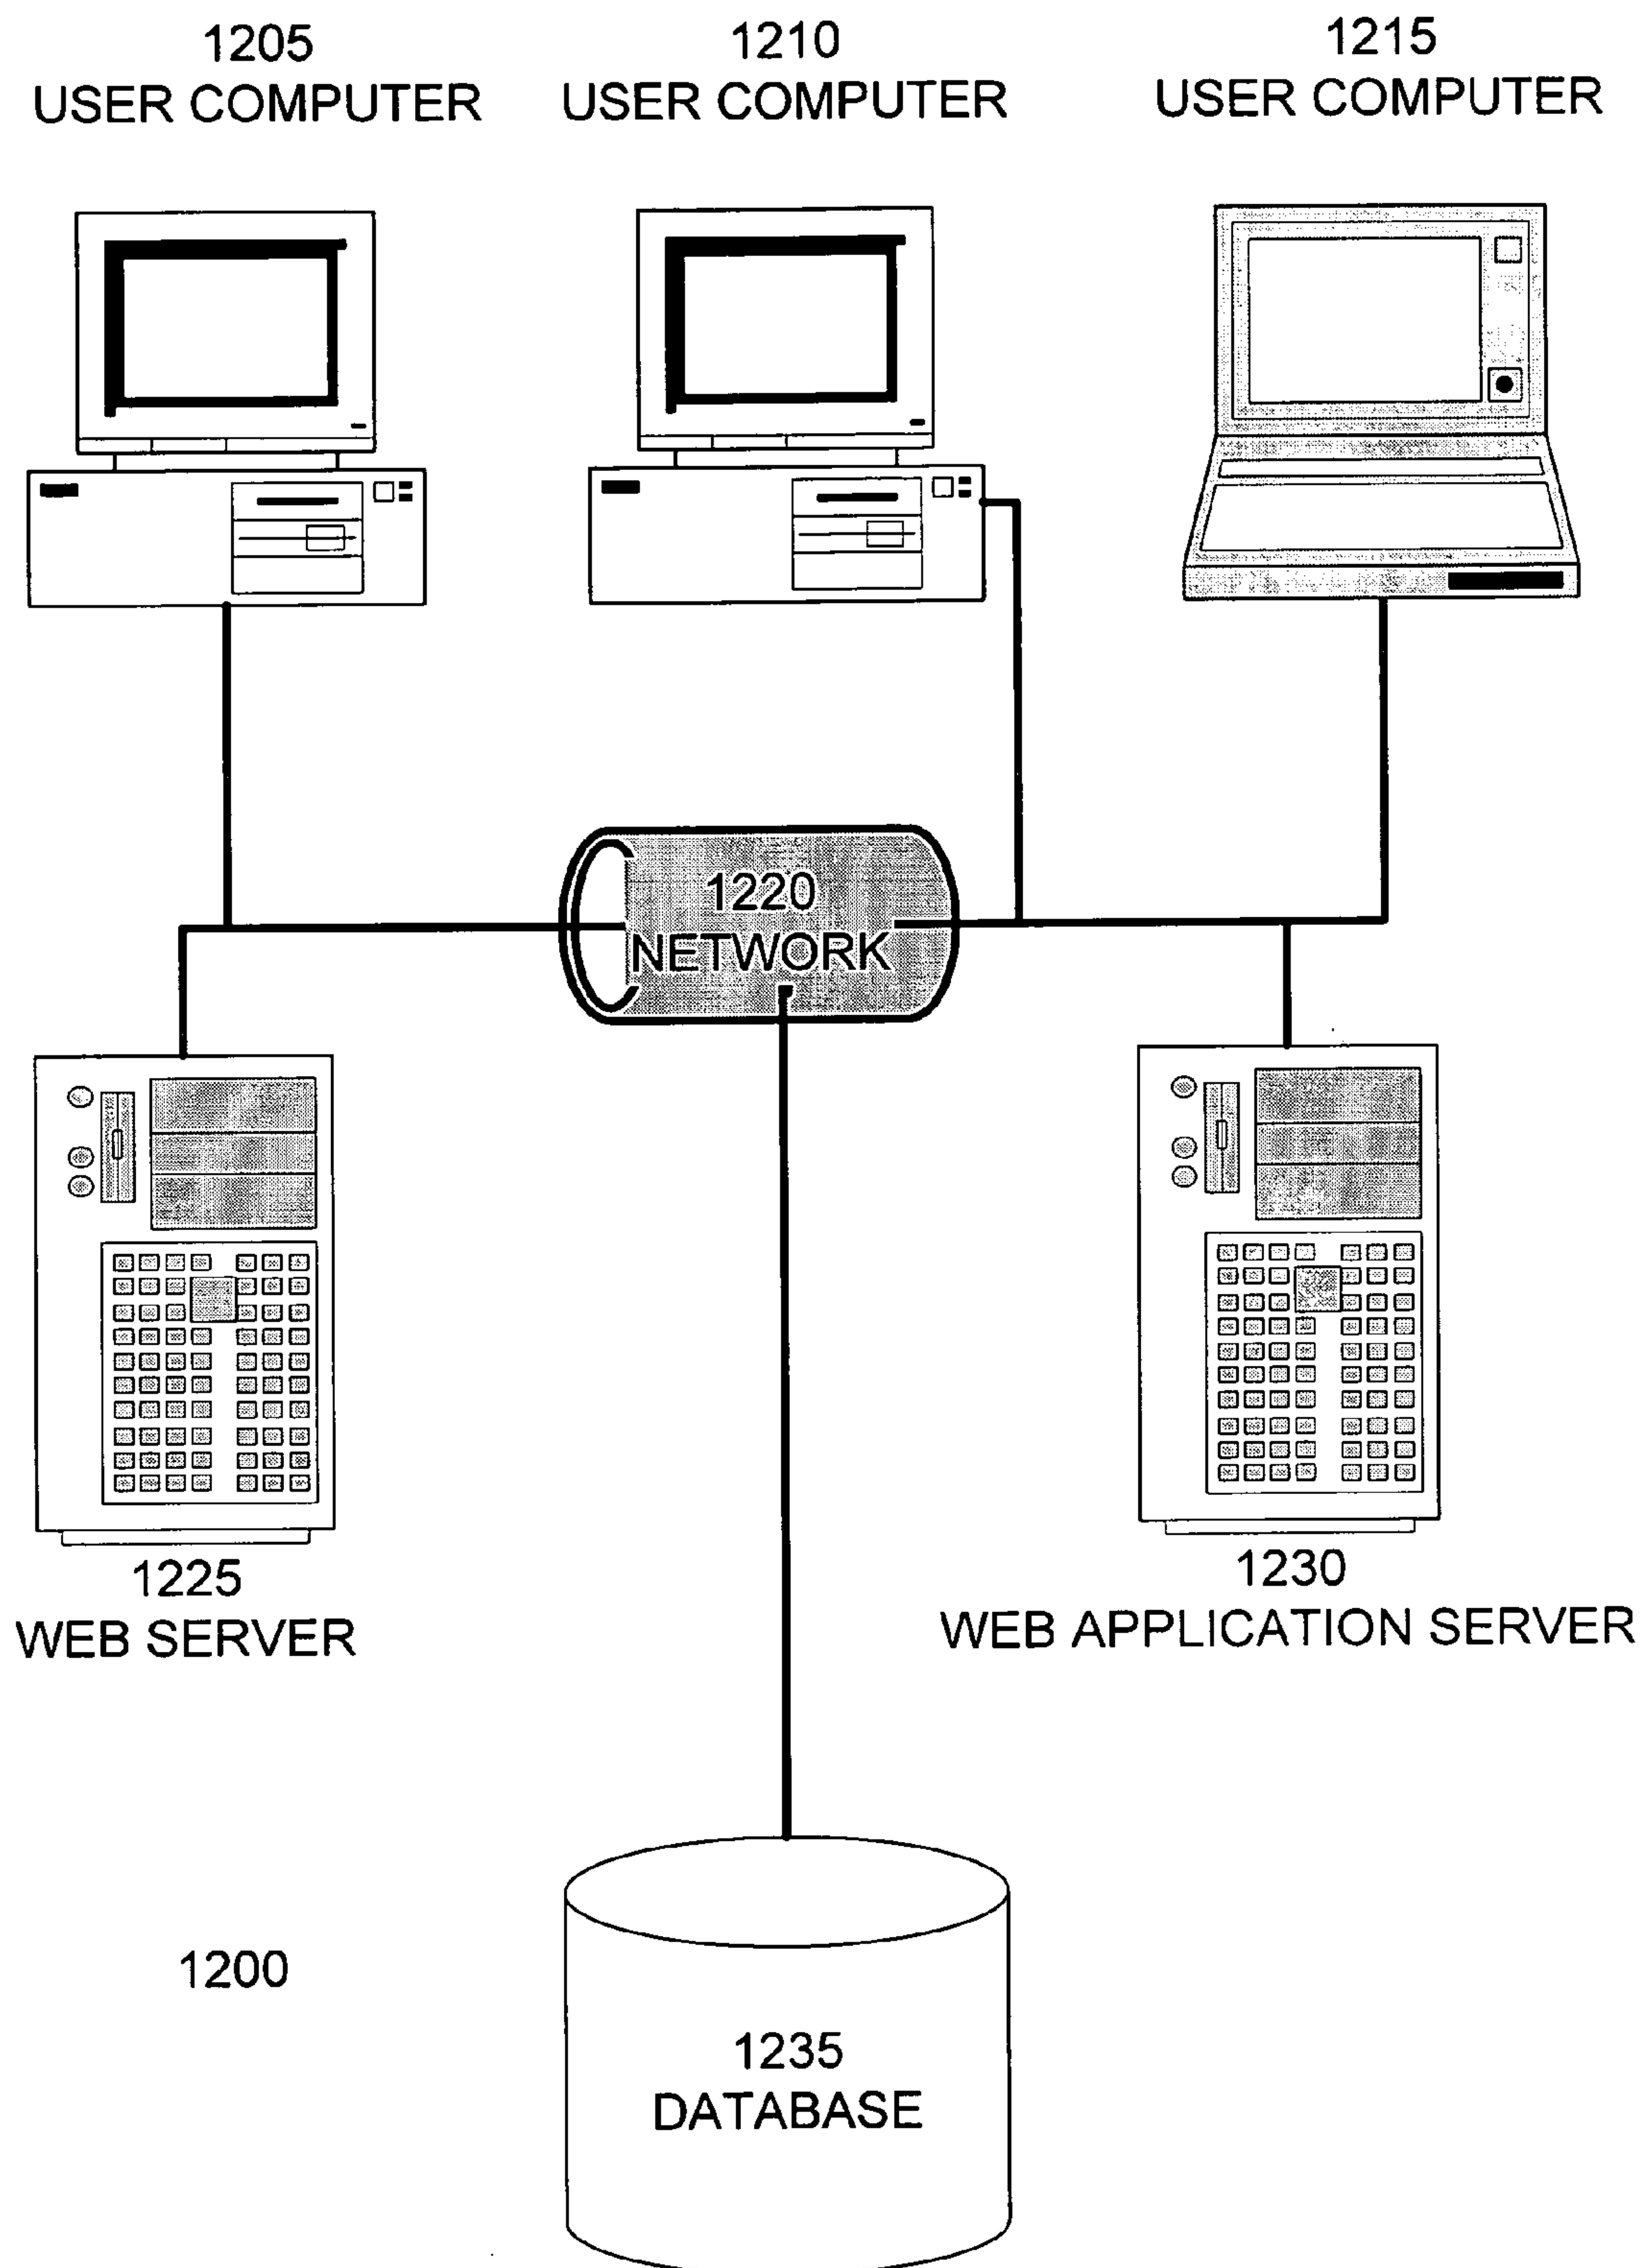 1205
USER COMPUTER
1210
USER COMPUTER
1215
USER COMPUTER
1220
NETWORK
1225
WEB SERVER
1230
WEB APPLICATION SERVER
1200
1235
DATABASE